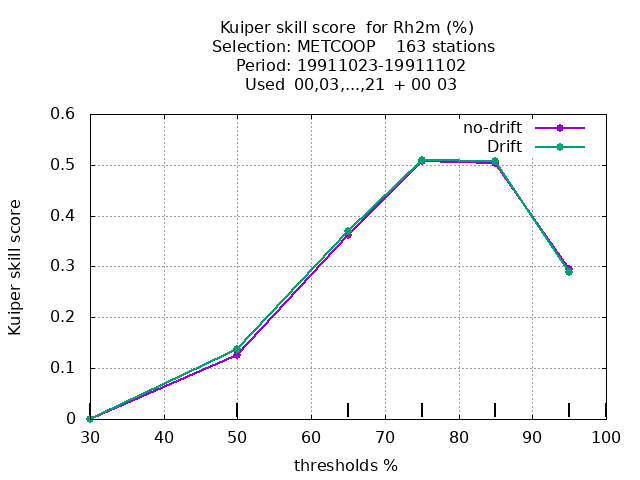 Kuiper skill score  for Rh2m (%)
Selection: METCOOP    163 stations
Period: 19911023-19911102
Used  00,03,...,21  + 00 03
no-drift
Drift
Kuiper skill score
0.6
0.5
0.4
0.3
0.2
0.1
0
30 40 50 60 70 80 90 100
thresholds %